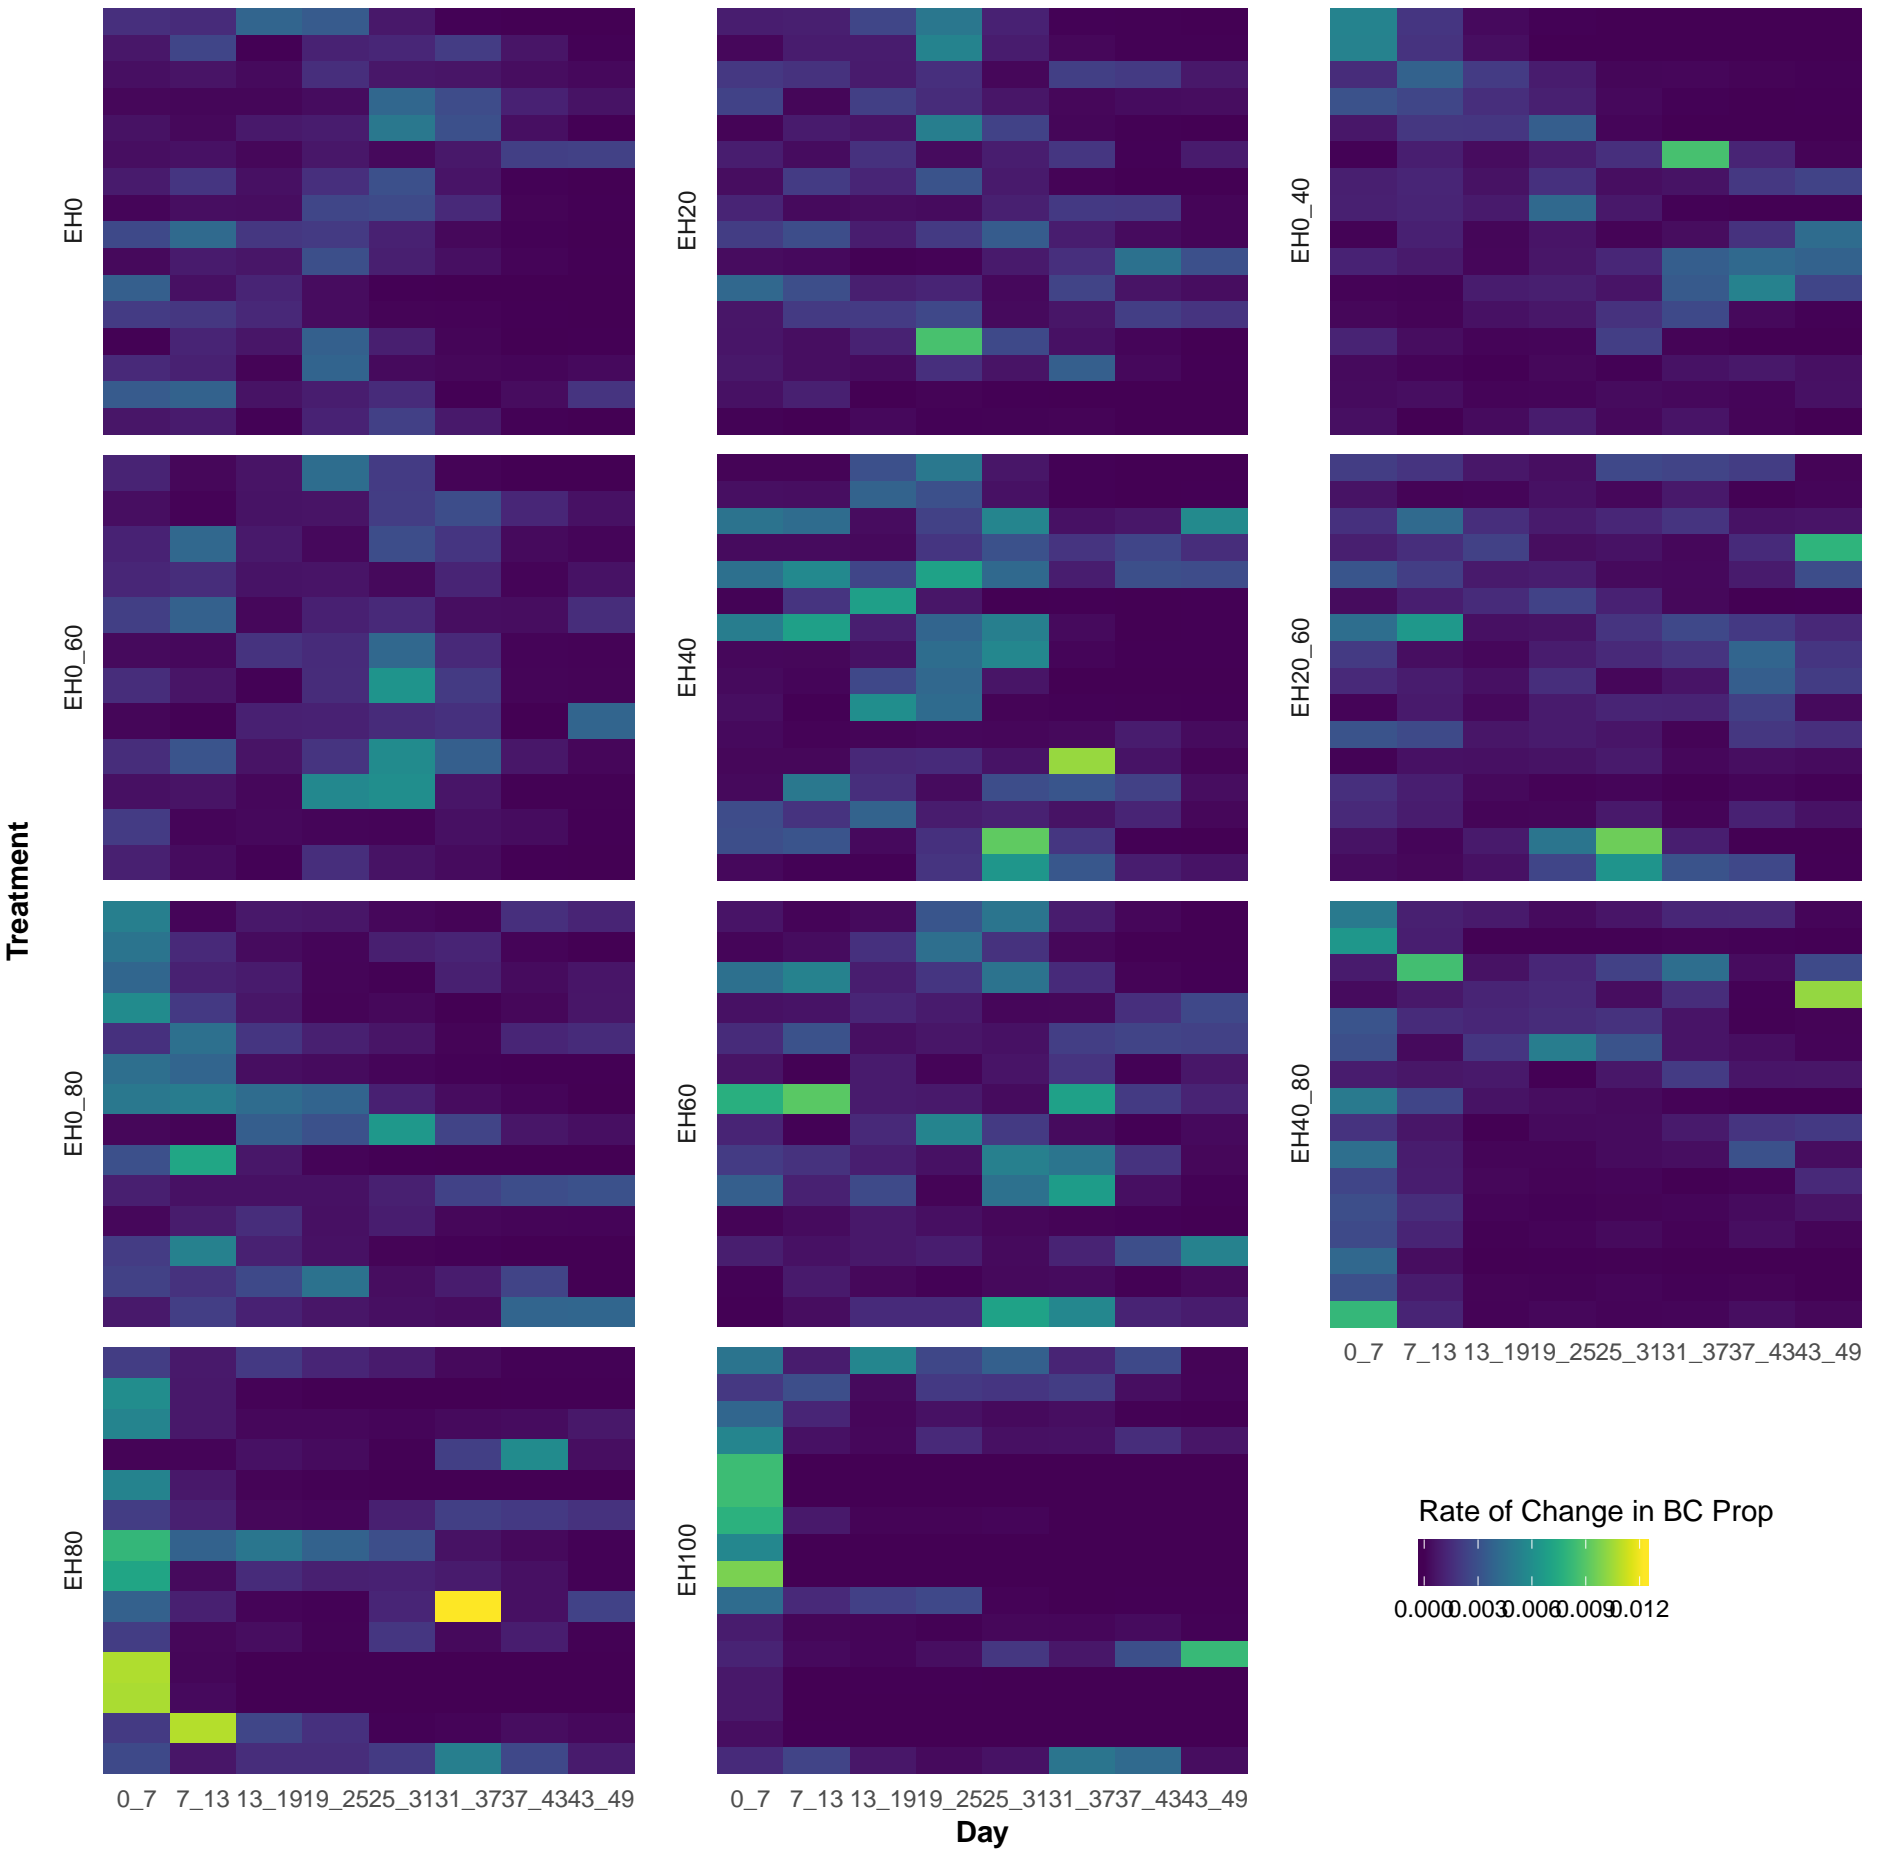 Treatment
EH0
EH20
EH0_40
EH0_60
EH40
EH20_60
EH0_80
EH60
EH40_80
0_7 7_13 13_19 19_25 25_31 31_37 37_43 43_49
EH80
EH100
Rate of Change in BC Prop
0.000 0.003 0.006 0.009 0.012
0_7 7_13 13_19 19_25 25_31 31_37 37_43 43_49
0_7 7_13 13_19 19_25 25_31 31_37 37_43 43_49
Day